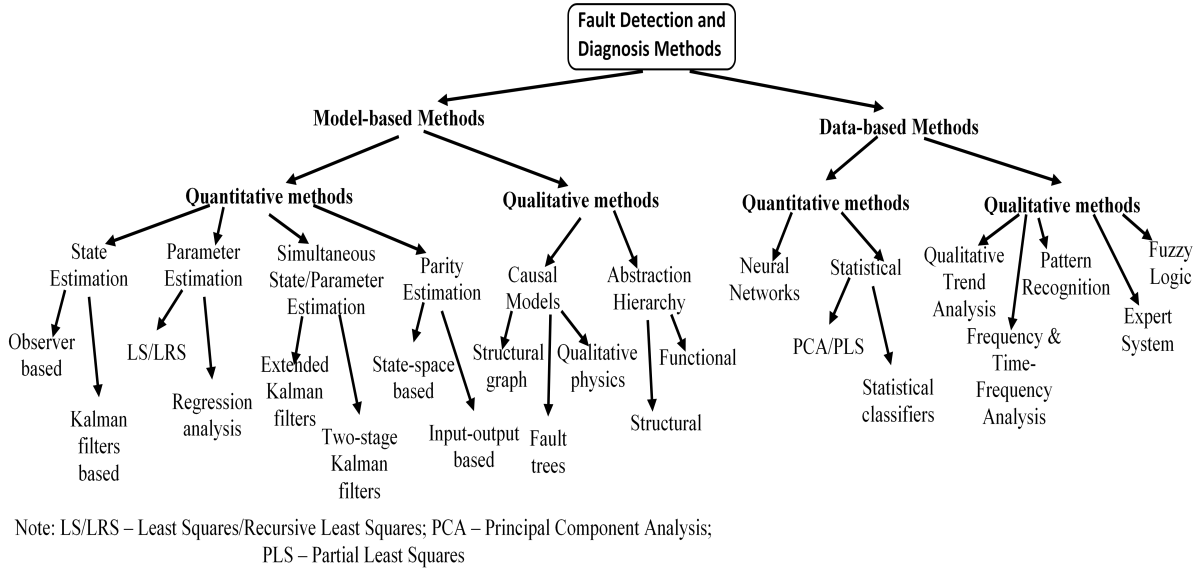 Fault Detection and
Diagnosis Methods
Model-based Methods
Data-based Methods
Quantitative methods
Qualitative methods
Quantitative methods
Qualitative methods
State
Estimation
Parameter
Estimation
Simultaneous
State/Parameter
Estimation
Parity
Estimation
Causal
Models
Abstraction
Hierarchy
Neural
Networks
Statistical
Qualitative
Trend
Analysis
Pattern
Recognition
Fuzzy
Logic
Observer
based
Kalman
filters
based
LS/LRS
Regression
analysis
Extended
Kalman
filters
Two-stage
Kalman
filters
State-space
based
Input-output
based
Structural
graph
Fault
trees
Qualitative
physics
Structural
Functional
PCA/PLS
Statistical
classifiers
Frequency &
Time-
Frequency
Analysis
Expert
System
Note: LS/LRS – Least Squares/Recursive Least Squares; PCA – Principal Component Analysis;
PLS – Partial Least Squares